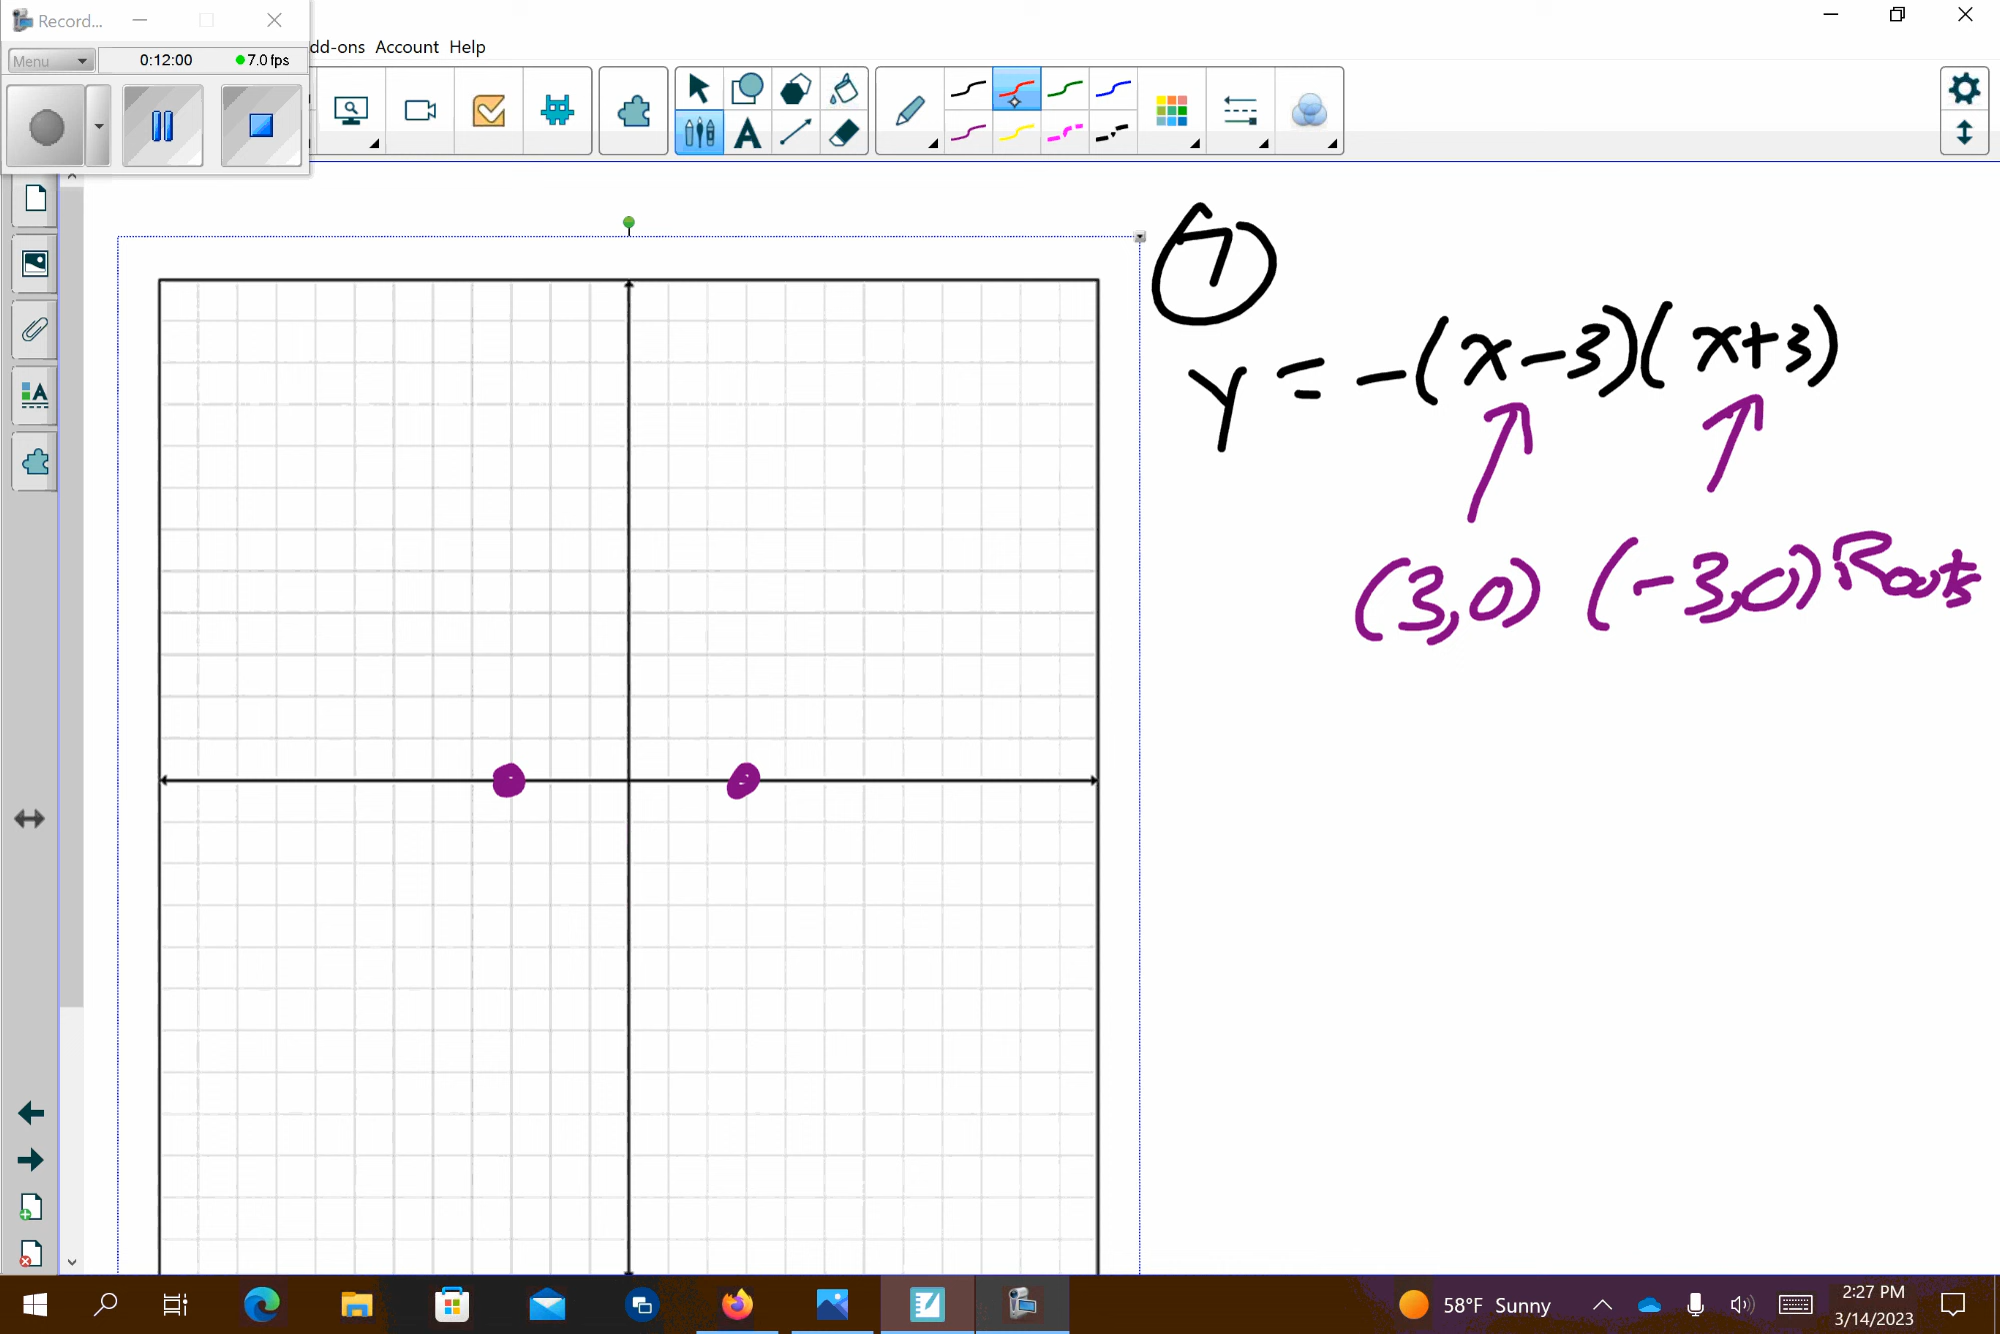 Record...
dd-ons Account Help
Menu 0:12:00 7.0 fps
7
y = -(x-3)(x+3)
(3,0) (-3,0) Roots
58°F Sunny
2:27 PM
3/14/2023